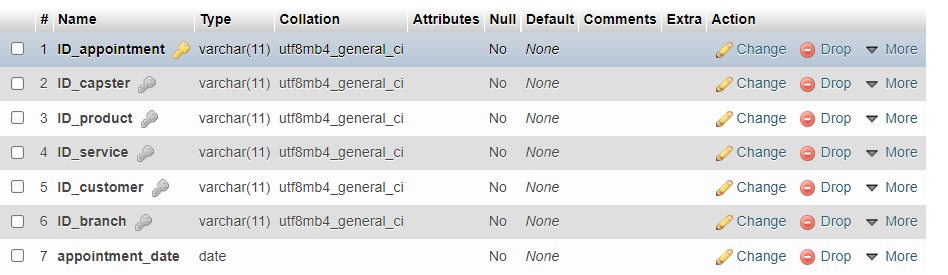 # Name Type Collation Attributes Null Default Comments Extra Action
1 ID_appointment varchar(11) utf8mb4_general_ci No None Change Drop More
2 ID_capster varchar(11) utf8mb4_general_ci No None Change Drop More
3 ID_product varchar(11) utf8mb4_general_ci No None Change Drop More
4 ID_service varchar(11) utf8mb4_general_ci No None Change Drop More
5 ID_customer varchar(11) utf8mb4_general_ci No None Change Drop More
6 ID_branch varchar(11) utf8mb4_general_ci No None Change Drop More
7 appointment_date date No None Change Drop More